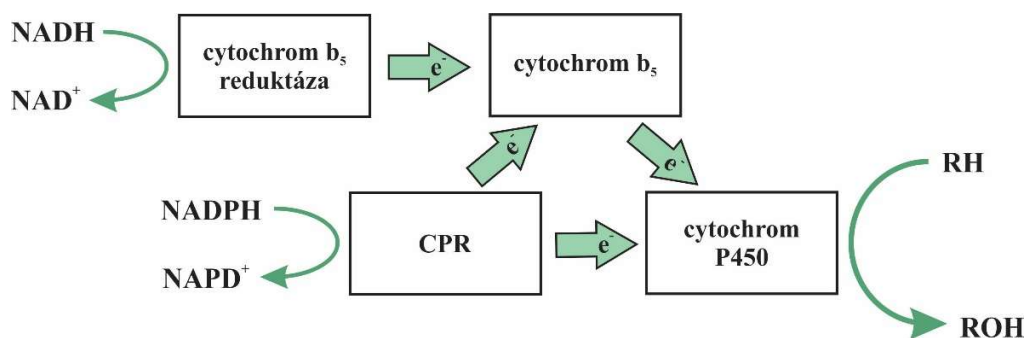 NADH
NAD⁺
cytochrom b₅
reduktáza
e⁻
cytochrom b₅
e⁻
e⁻
NADPH
NAPD⁺
CPR
e⁻
cytochrom
P450
RH
ROH